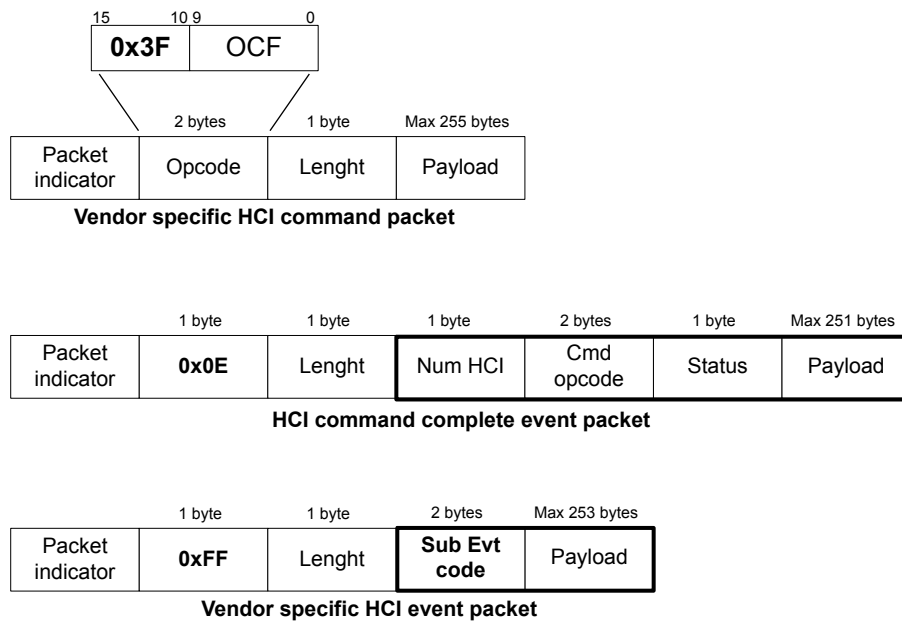 15 10 9 0
0x3F OCF
2 bytes 1 byte Max 255 bytes
Packet indicator Opcode Lenght Payload
Vendor specific HCI command packet
1 byte 1 byte 1 byte 2 bytes 1 byte Max 251 bytes
Packet indicator 0x0E Lenght Num HCI Cmd opcode Status Payload
HCI command complete event packet
1 byte 1 byte 2 bytes Max 253 bytes
Packet indicator 0xFF Lenght Sub Evt code Payload
Vendor specific HCI event packet